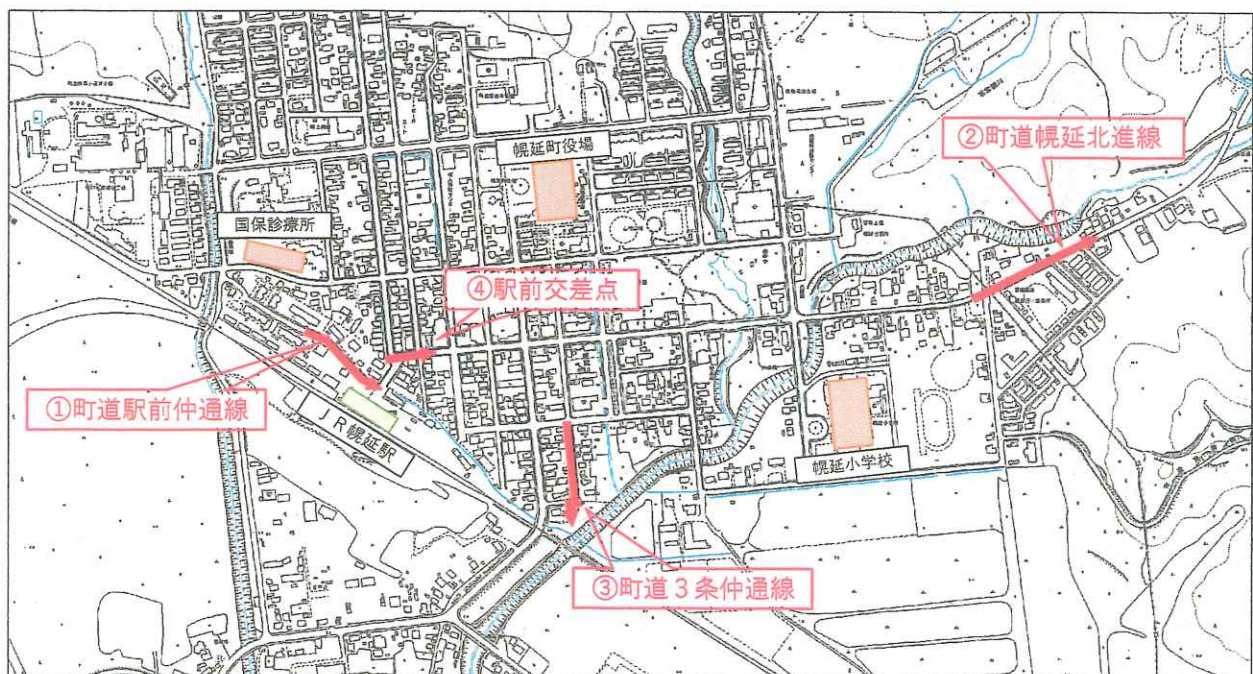 幌延町役場
②町道幌延北進線
国保診療所
④駅前交差点
①町道駅前仲通線
JR幌延駅
幌延小学校
③町道3条仲通線